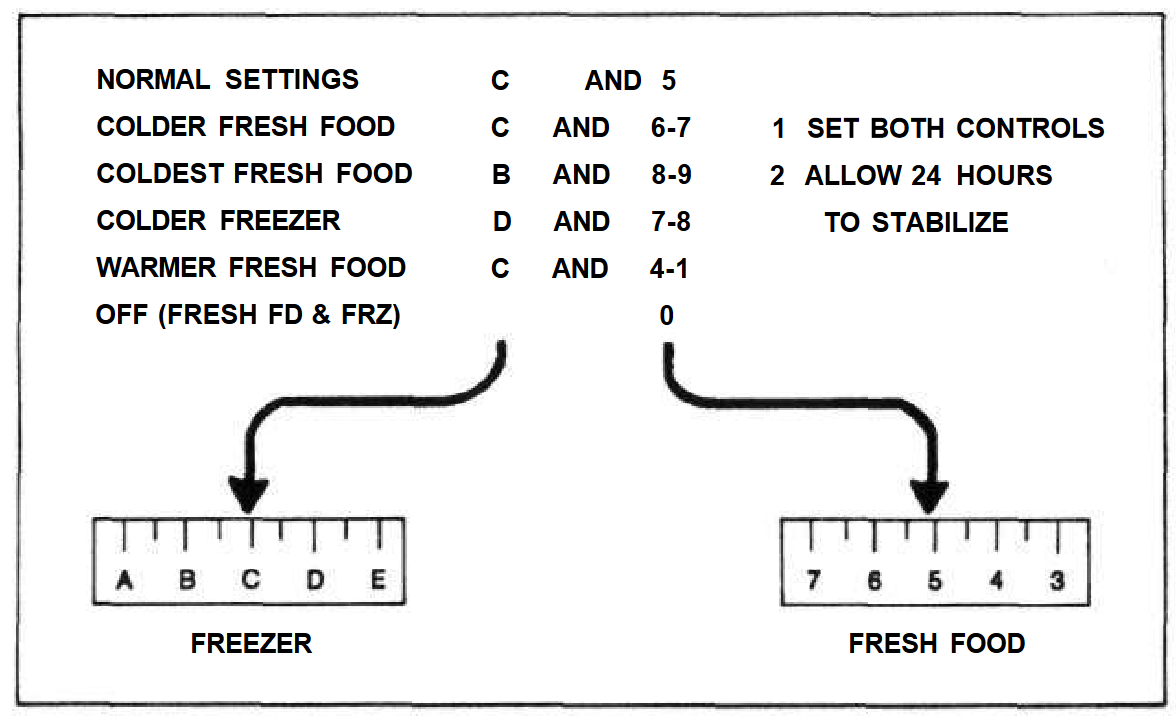 NORMAL SETTINGS C AND 5
COLDER FRESH FOOD C AND 6-7
COLDEST FRESH FOOD B AND 8-9
COLDER FREEZER D AND 7-8
WARMER FRESH FOOD C AND 4-1
OFF (FRESH FD & FRZ) 0
1 SET BOTH CONTROLS
2 ALLOW 24 HOURS
TO STABILIZE
A B C D E
FREEZER
7 6 5 4 3
FRESH FOOD